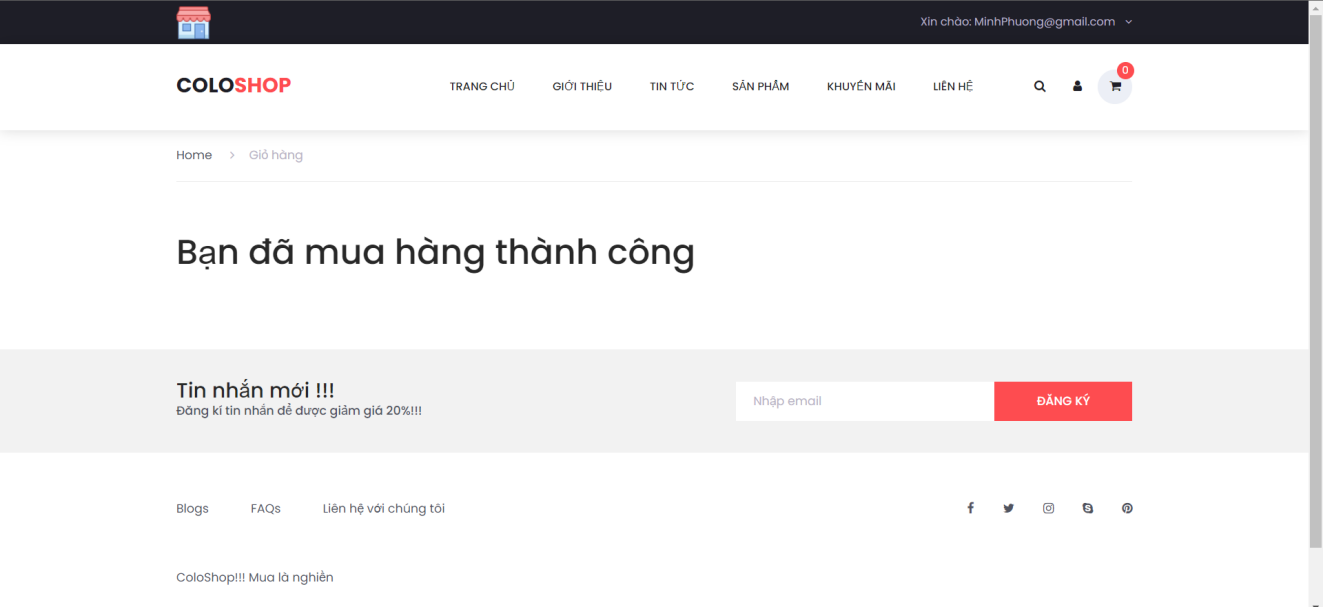 Xin chào: MinhPhuong@gmail.com
COLOSHOP
TRANG CHỦ GIỚI THIỆU TIN TỨC SẢN PHẨM KHUYẾN MÃI LIÊN HỆ
0
Home > Giỏ hàng
Bạn đã mua hàng thành công
Tin nhắn mới !!!
Đăng kí tin nhắn để được giảm giá 20%!!!
Nhập email
ĐĂNG KÝ
Blogs FAQs Liên hệ với chúng tôi
ColoShop!!! Mua là nghiền